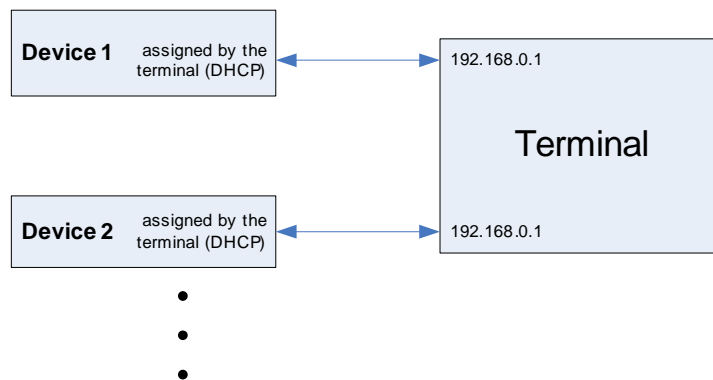 Device 1
assigned by the
terminal (DHCP)
192.168.0.1
Terminal
Device 2
assigned by the
terminal (DHCP)
192.168.0.1